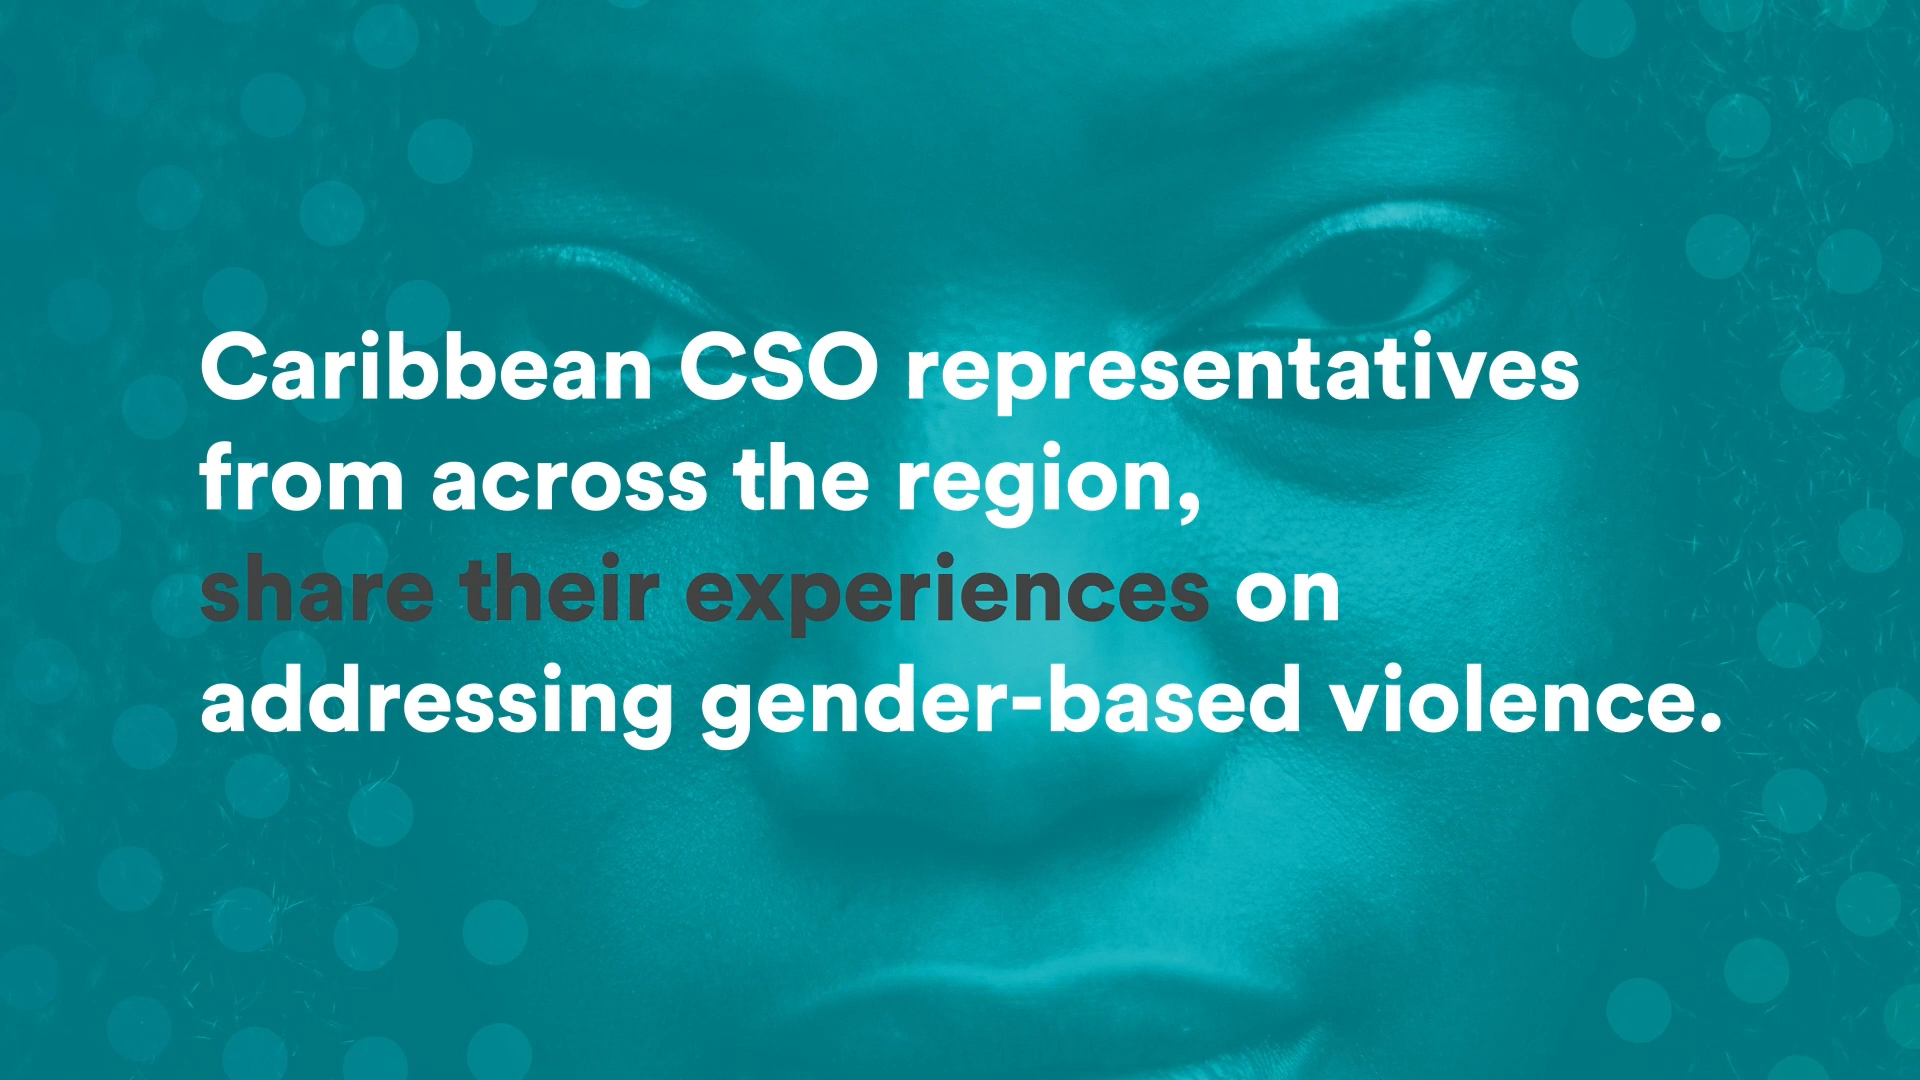 Caribbean CSO representatives
from across the region,
share their experiences on
addressing gender-based violence.